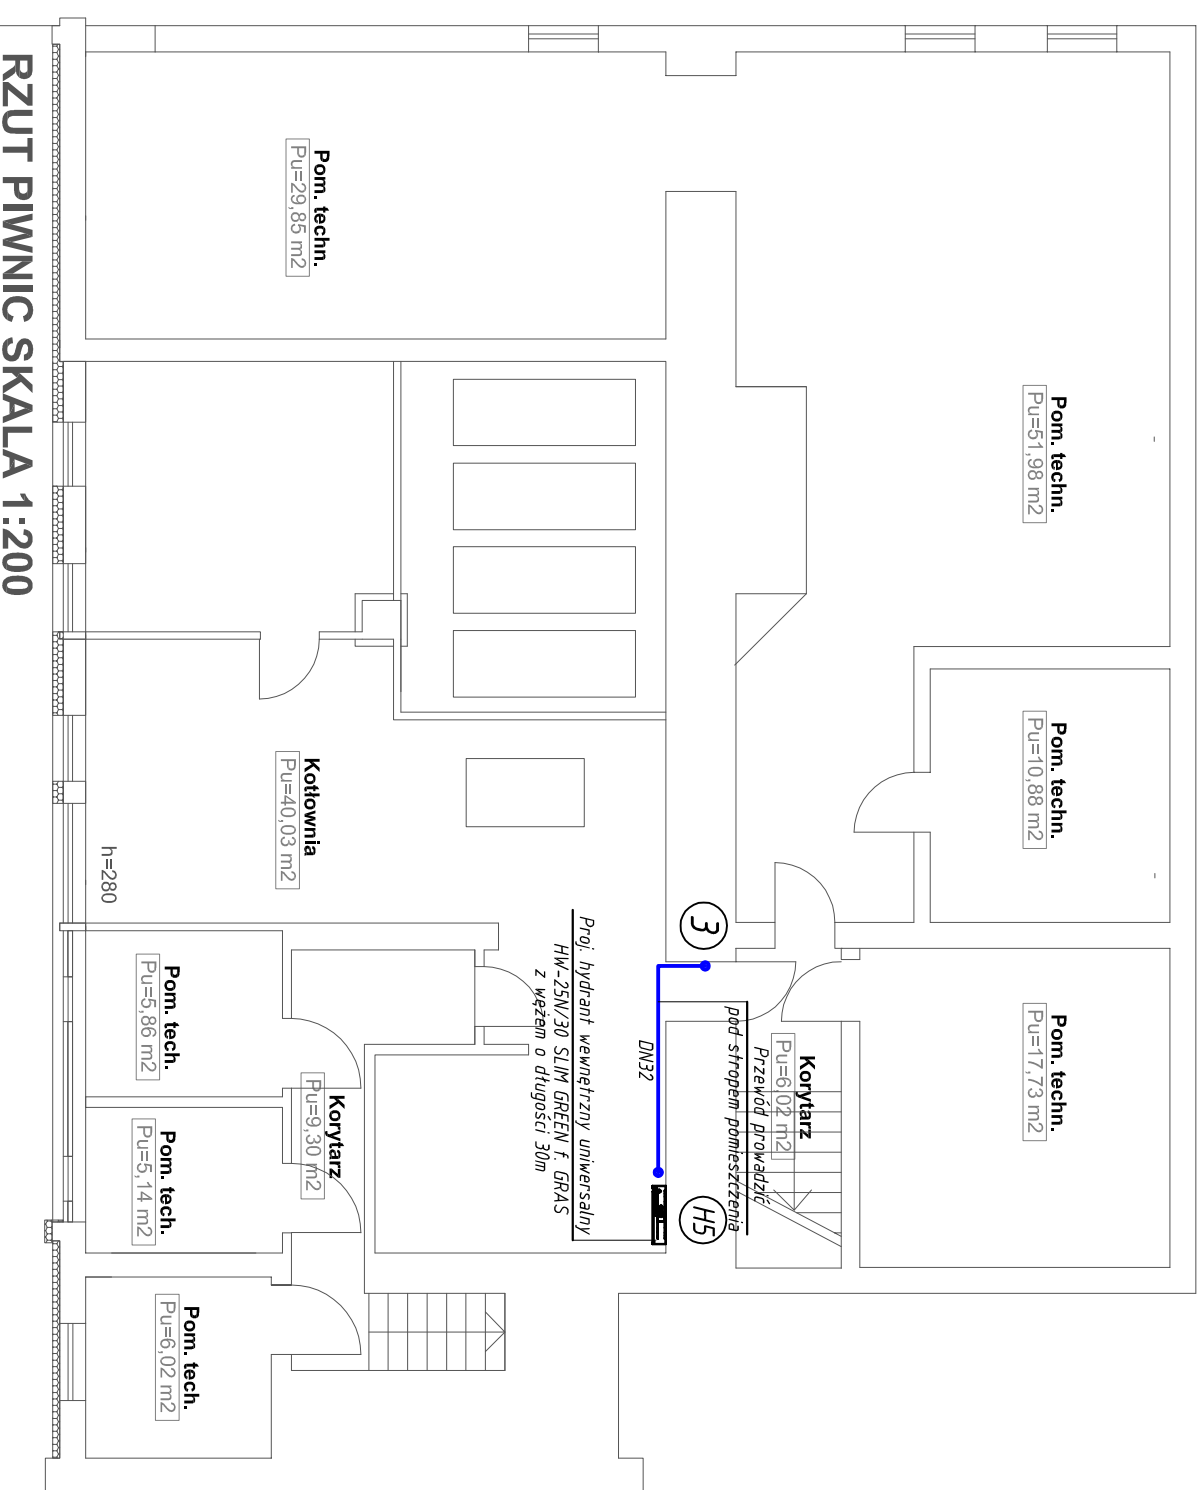 RZUT PIWNIC SKALA 1:200
Pom. techn.
Pu=51,98 m2
Pom. techn.
Pu=10,88 m2
Pom. techn.
Pu=17,73 m2
Korytarz
Pu=6,02 m2
Przewód prowadzić
pod stropem pomieszczenia
3
H5
DN32
Proj. hydrant wewnętrzny uniwersalny
HW-25N/30 SLIM GREEN f. GRAS
z wężem o długości 30m
Pom. techn.
Pu=29,85 m2
Kotłownia
Pu=40,03 m2
h=280
Korytarz
Pu=9,30 m2
Pom. tech.
Pu=5,86 m2
Pom. tech.
Pu=5,14 m2
Pom. tech.
Pu=6,02 m2